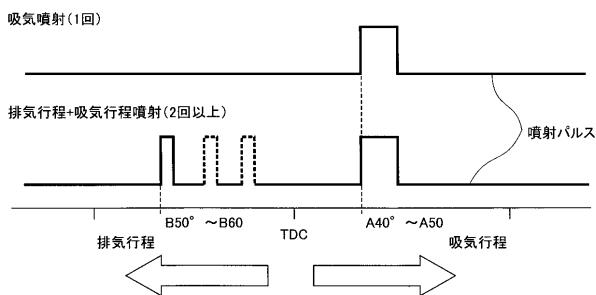 吸気噴射(1回)
排気行程+吸気行程噴射(2回以上)
噴射パルス
B50° ～B60
TDC
A40° ～A50
排気行程
吸気行程